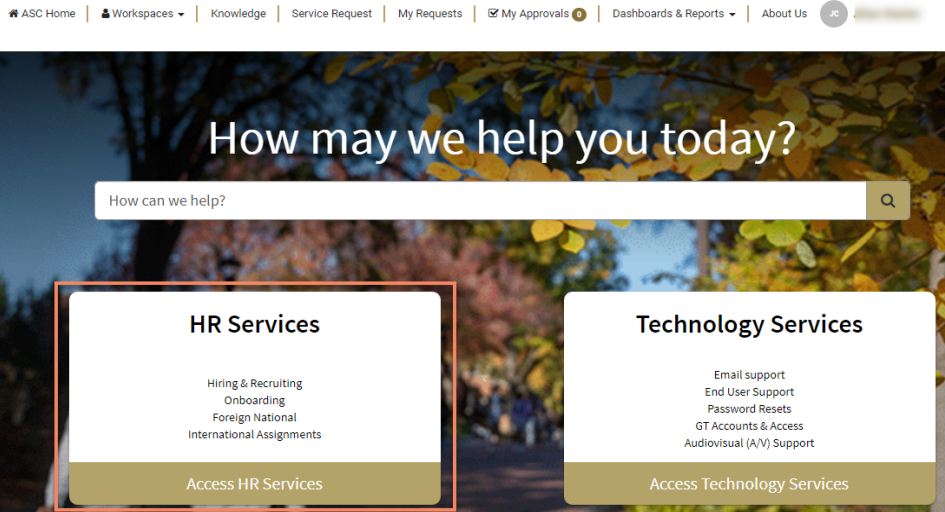 ASC Home Workspaces Knowledge Service Request My Requests My Approvals 0 Dashboards & Reports About Us JC
How may we help you today?
How can we help?
HR Services
Hiring & Recruiting
Onboarding
Foreign National
International Assignments
Access HR Services
Technology Services
Email support
End User Support
Password Resets
GT Accounts & Access
Audiovisual (A/V) Support
Access Technology Services